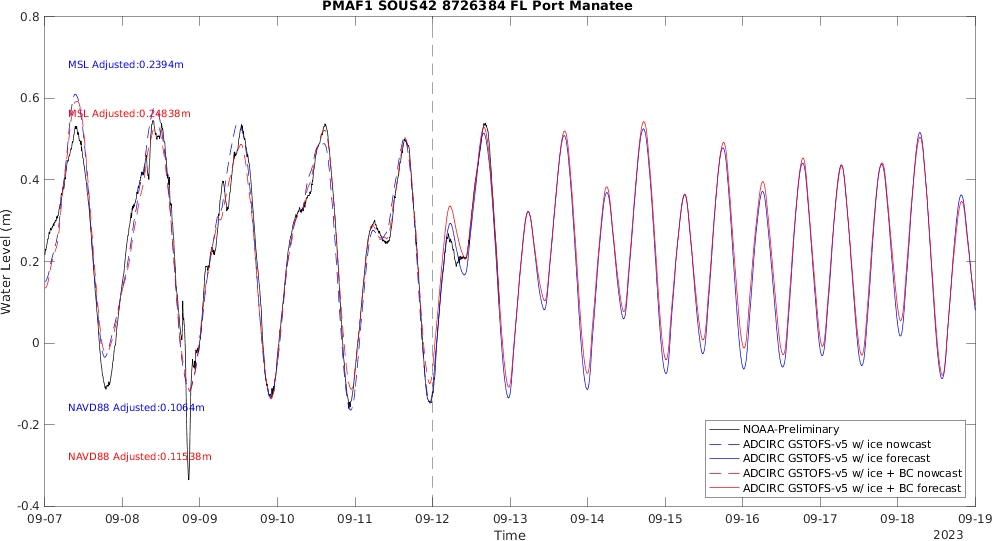 PMAF1 SOUS42 8726384 FL Port Manatee
0.8
0.6
0.4
0.2
0
-0.2
-0.4
Water Level (m)
MSL Adjusted:0.2394m
MSL Adjusted:0.24838m
NAVD88 Adjusted:0.1064m
NAVD88 Adjusted:0.11538m
NOAA-Preliminary
ADCIRC GSTOFS-v5 w/ ice nowcast
ADCIRC GSTOFS-v5 w/ ice forecast
ADCIRC GSTOFS-v5 w/ ice + BC nowcast
ADCIRC GSTOFS-v5 w/ ice + BC forecast
09-07 09-08 09-09 09-10 09-11 09-12 09-13 09-14 09-15 09-16 09-17 09-18 09-19
Time
2023